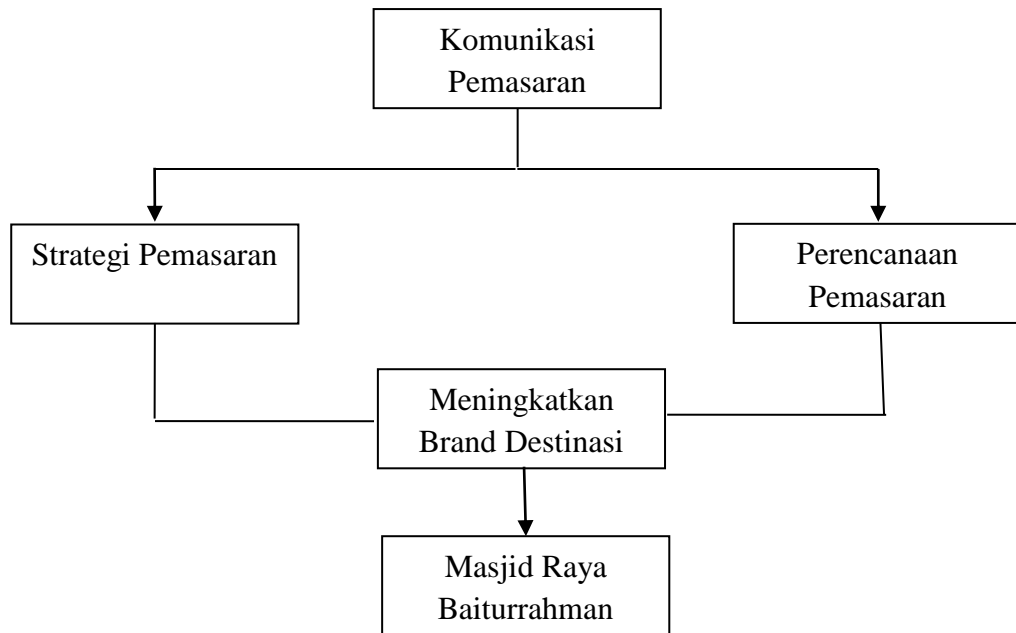 Komunikasi
Pemasaran
Strategi Pemasaran
Perencanaan
Pemasaran
Meningkatkan
Brand Destinasi
Masjid Raya
Baiturrahman